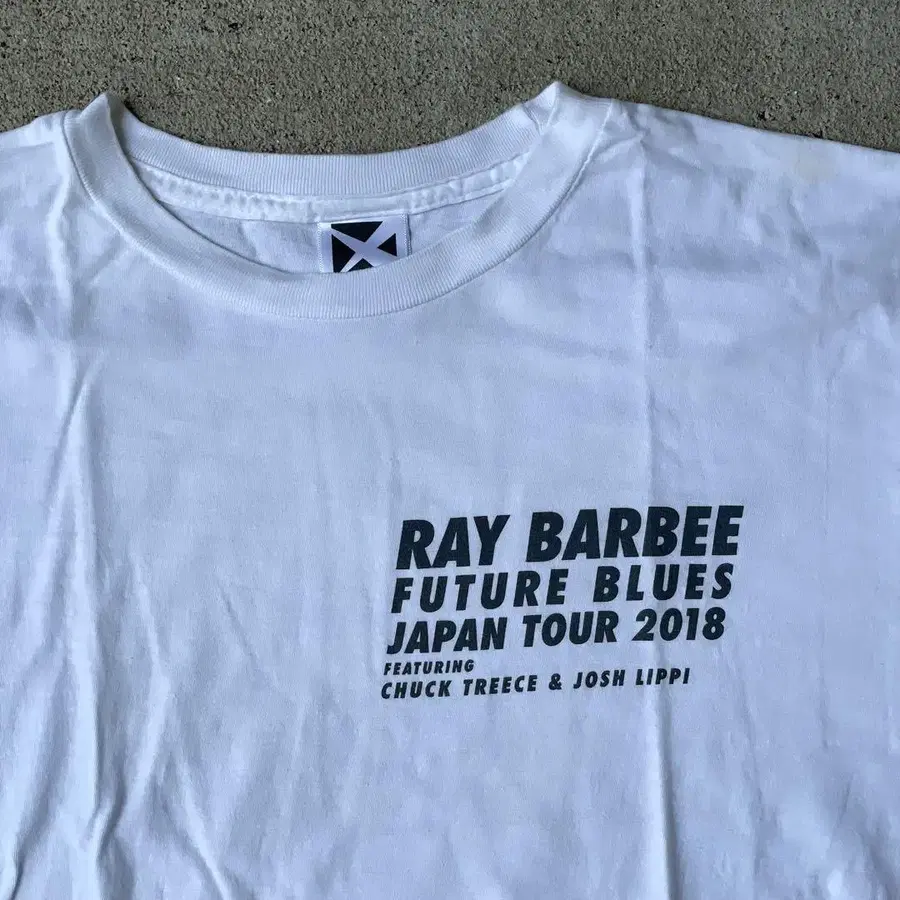 RAY BARBEE
FUTURE BLUES
JAPAN TOUR 2018
FEATURING
CHUCK TREECE & JOSH LIPPI